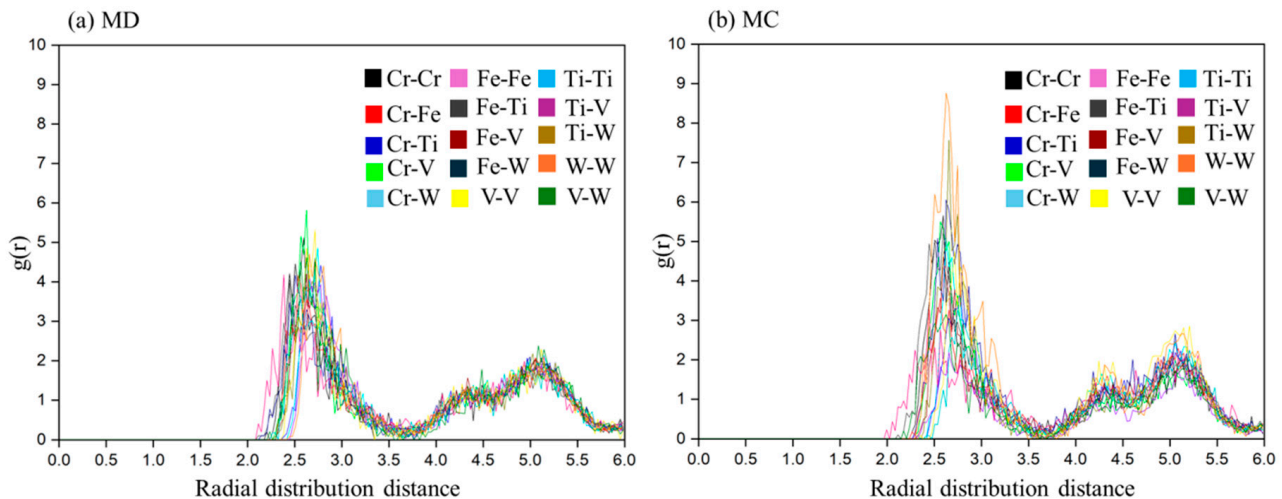 (a) MD
10
9
8
7
6
5
4
3
2
1
0
g(r)
Cr-Cr Fe-Fe Ti-Ti
Cr-Fe Fe-Ti Ti-V
Cr-Ti Fe-V Ti-W
Cr-V Fe-W W-W
Cr-W V-V V-W
0.0 0.5 1.0 1.5 2.0 2.5 3.0 3.5 4.0 4.5 5.0 5.5 6.0
Radial distribution distance
(b) MC
10
9
8
7
6
5
4
3
2
1
0
g(r)
Cr-Cr Fe-Fe Ti-Ti
Cr-Fe Fe-Ti Ti-V
Cr-Ti Fe-V Ti-W
Cr-V Fe-W W-W
Cr-W V-V V-W
0.0 0.5 1.0 1.5 2.0 2.5 3.0 3.5 4.0 4.5 5.0 5.5 6.0
Radial distribution distance